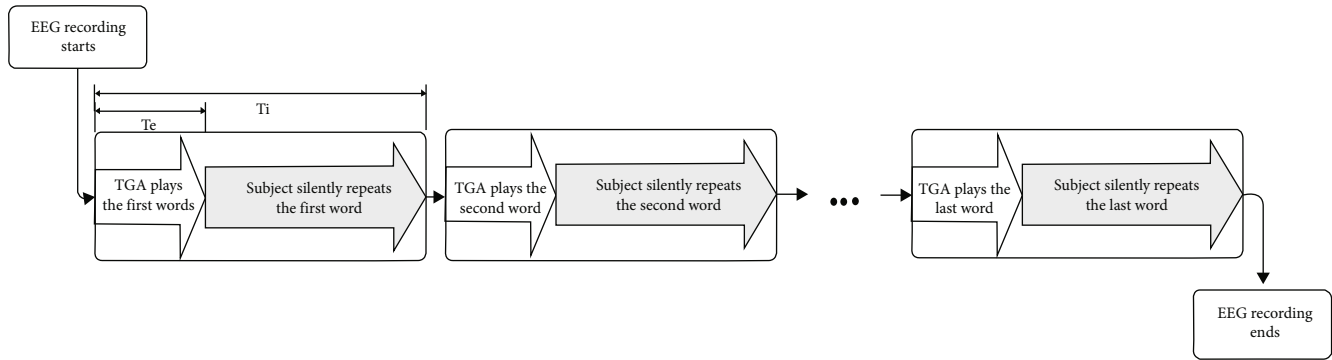 EEG recording
starts
Ti
Te
TGA plays
the first words
Subject silently repeats
the first word
TGA plays the
second word
Subject silently repeats
the second word
•••
TGA plays the
last word
Subject silently repeats
the last word
EEG recording
ends